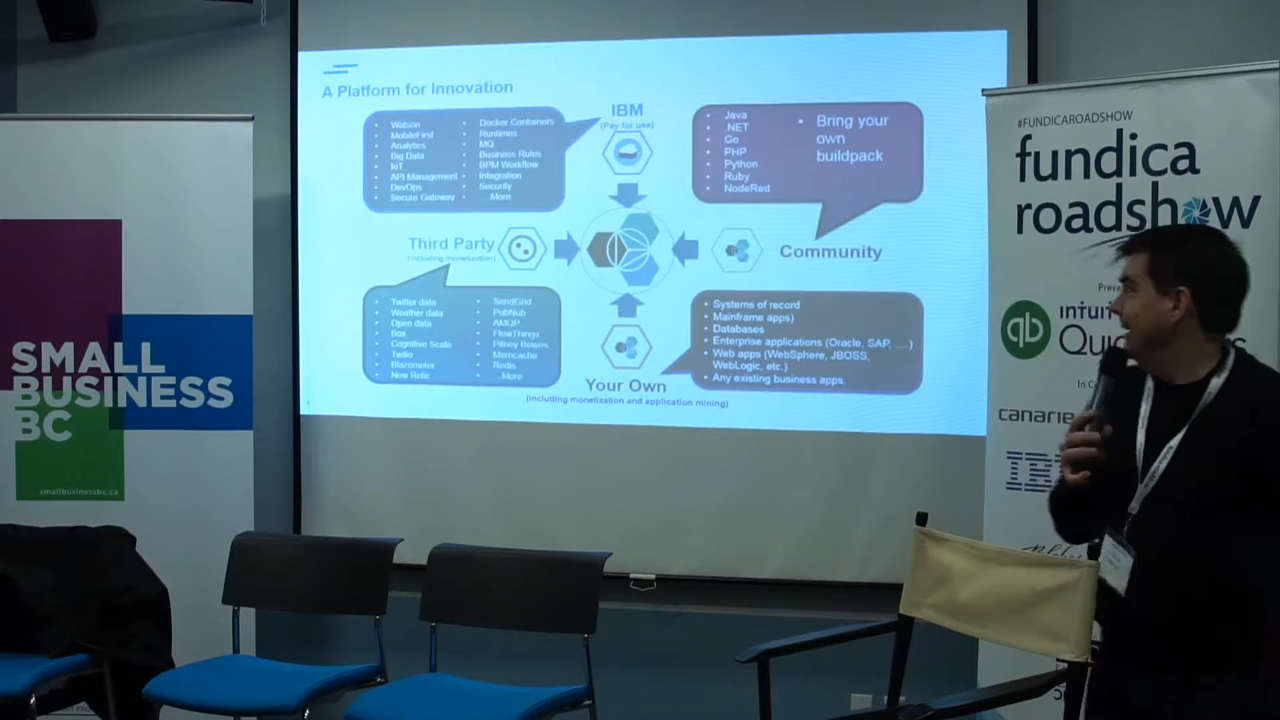 A Platform for Innovation
Watson
MobileFirst
Analytics
Big Data
IoT
API Management
DevOps
Secure Gateway
Docker Containers
Runtimes
MQ
Business Rules
BPM Workflow
Integration
Security
More
IBM
(Pay for use)
Java
.NET
Go
PHP
Python
Ruby
NodeRed
Bring your
own
buildpack
Third Party
(including monetization)
Community
Twitter data
Weather data
Open data
Box
Cognitive Scale
Twilio
Blazemeter
New Relic
SendGrid
PubNub
AMQP
FlowThings
Pitney Bowes
Memcache
Redis
More
Your Own
(Including monetization and application mining)
Systems of record
Mainframe apps)
Databases
Enterprise applications (Oracle, SAP, ....)
Web apps (WebSphere, JBOSS,
WebLogic, etc.)
Any existing business apps.
SMALL
BUSINESS
BC
smallbusinessbc.ca
#FUNDICAROADSHOW
fundica
roadshow
qb
canarie